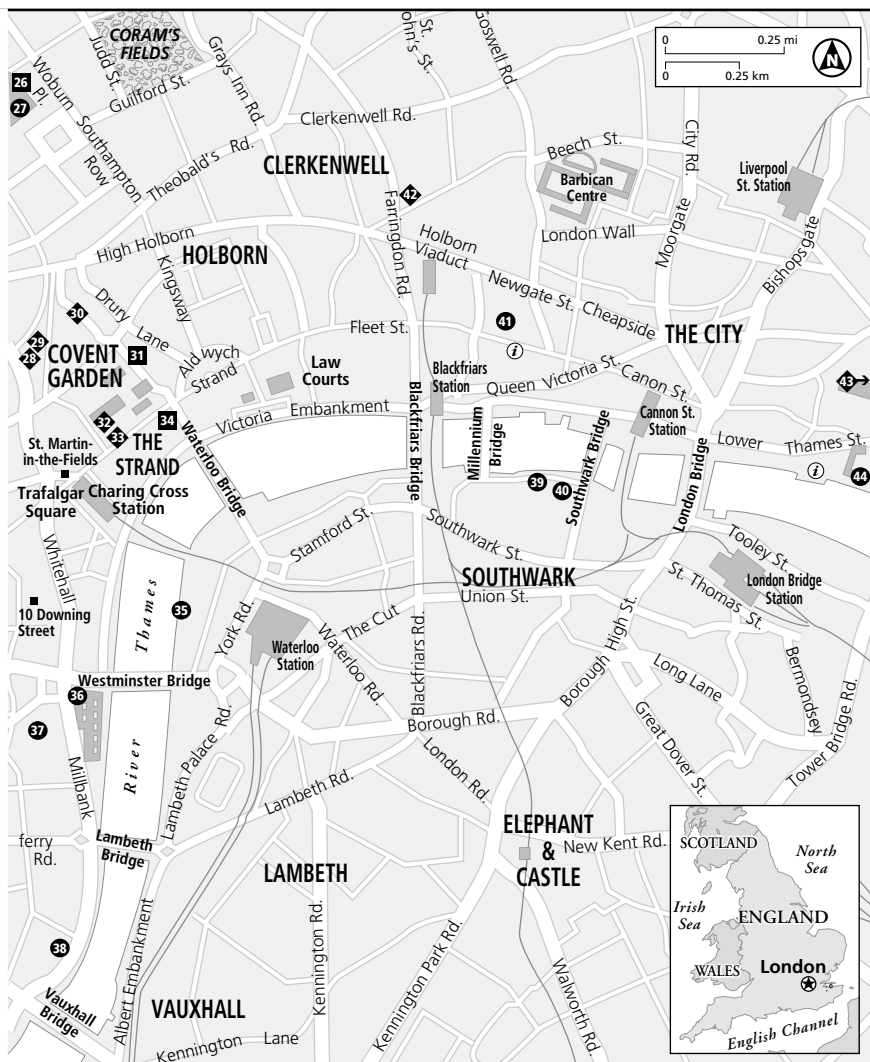 CORAM'S
FIELDS
Judd St.
Woburn Pl.
Guilford St.
Grays Inn Rd.
St.
John's St.
Goswell Rd.
0 0.25 mi
0 0.25 km
N
26
27
Southampton
Row
Theobald's Rd.
Clerkenwell Rd.
CLERKENWELL
Beech St.
City Rd.
Barbican
Centre
Liverpool
St. Station
42
Farringdon Rd.
High Holborn
HOLBORN
Kingsway
Holborn
Viaduct
London Wall
Moorgate
Bishopsgate
Newgate St.
Cheapside
30
Drury Lane
29
28
COVENT
GARDEN
31
Aldwych
Strand
Fleet St.
41
THE CITY
Law
Courts
i
Blackfriars
Station
Queen Victoria St.
Canon St.
Cannon St.
Station
43
Victoria Embankment
34
32
33
THE
STRAND
St. Martin-
in-the-Fields
Trafalgar
Square
Charing Cross
Station
Waterloo Bridge
Blackfriars Bridge
Millennium
Bridge
Southwark Bridge
London Bridge
Lower Thames St.
i
44
39
40
Whitehall
Stamford St.
Southwark St.
SOUTHWARK
Tooley St.
St. Thomas St.
London Bridge
Station
Union St.
10 Downing
Street
Thames
35
York Rd.
Waterloo
Station
The Cut
Waterloo Rd.
Blackfriars Rd.
Borough High St.
Long Lane
Bermondsey
Tower Bridge Rd.
Westminster Bridge
36
37
Millbank
River
Lambeth Palace Rd.
Borough Rd.
Great Dover St.
London Rd.
Lambeth Rd.
ferry
Rd.
Lambeth
Bridge
ELEPHANT
&
CASTLE
New Kent Rd.
LAMBETH
Kennington Rd.
Kennington Park Rd.
Walworth Rd.
38
Vauxhall
Bridge
Albert Embankment
VAUXHALL
Kennington Lane
SCOTLAND
North
Sea
Irish
Sea
ENGLAND
WALES
London
English Channel